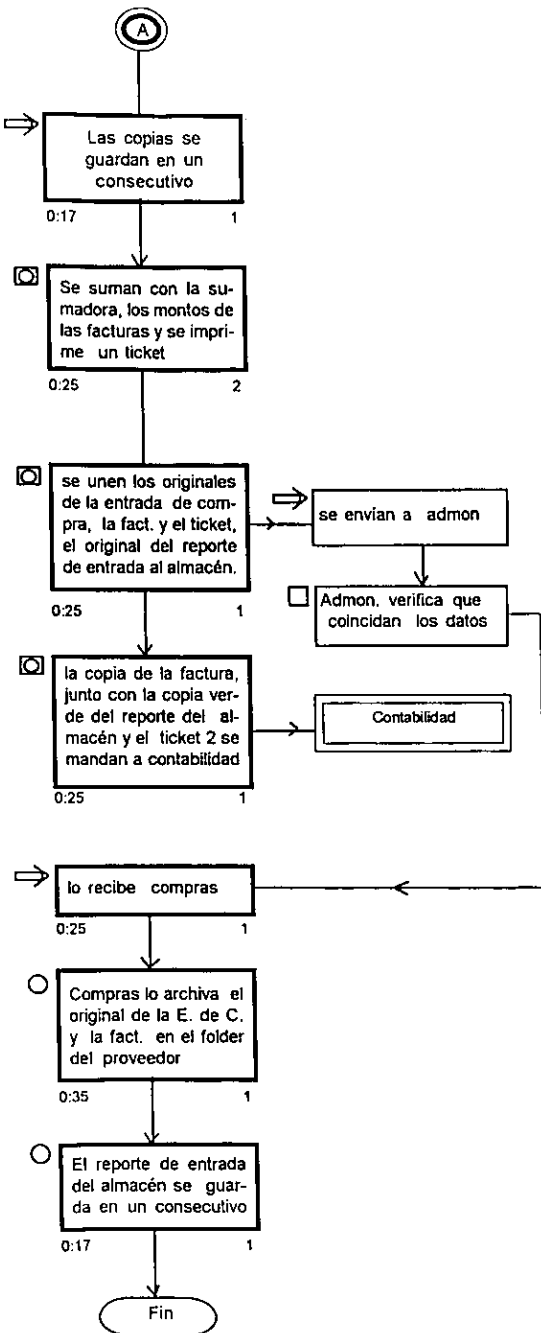 A
Las copias se
guardan en un
consecutivo
0:17 1
Se suman con la su-
madora, los montos de
las facturas y se impri-
me un ticket
0:25 2
se unen los originales
de la entrada de com-
pra, la fact. y el ticket,
el original del reporte
de entrada al almacén.
0:25 1
se envían a admon
Admon. verifica que
coincidan los datos
la copia de la factura,
junto con la copia ver-
de del reporte del al-
macén y el ticket 2 se
mandan a contabilidad
0:25 1
Contabilidad
lo recibe compras
0:25 1
Compras lo archiva el
original de la E. de C.
y la fact. en el folder
del proveedor
0:35 1
El reporte de entrada
del almacén se guar-
da en un consecutivo
0:17 1
Fin